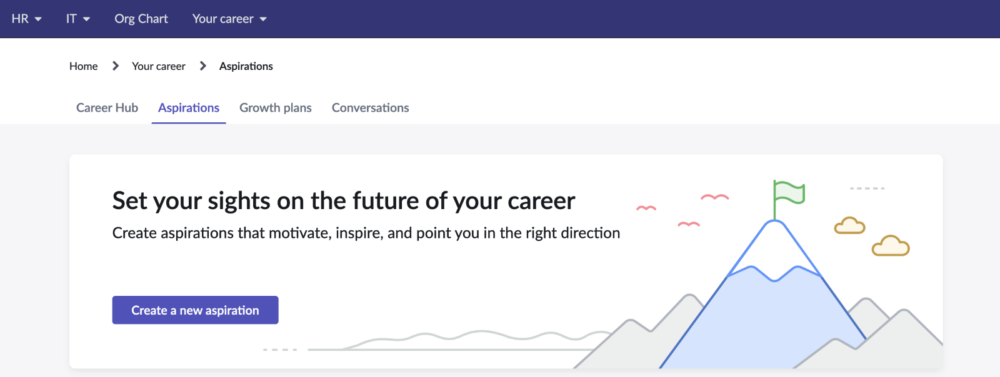 HR IT Org Chart Your career
Home Your career Aspirations
Career Hub Aspirations Growth plans Conversations
Set your sights on the future of your career
Create aspirations that motivate, inspire, and point you in the right direction
Create a new aspiration